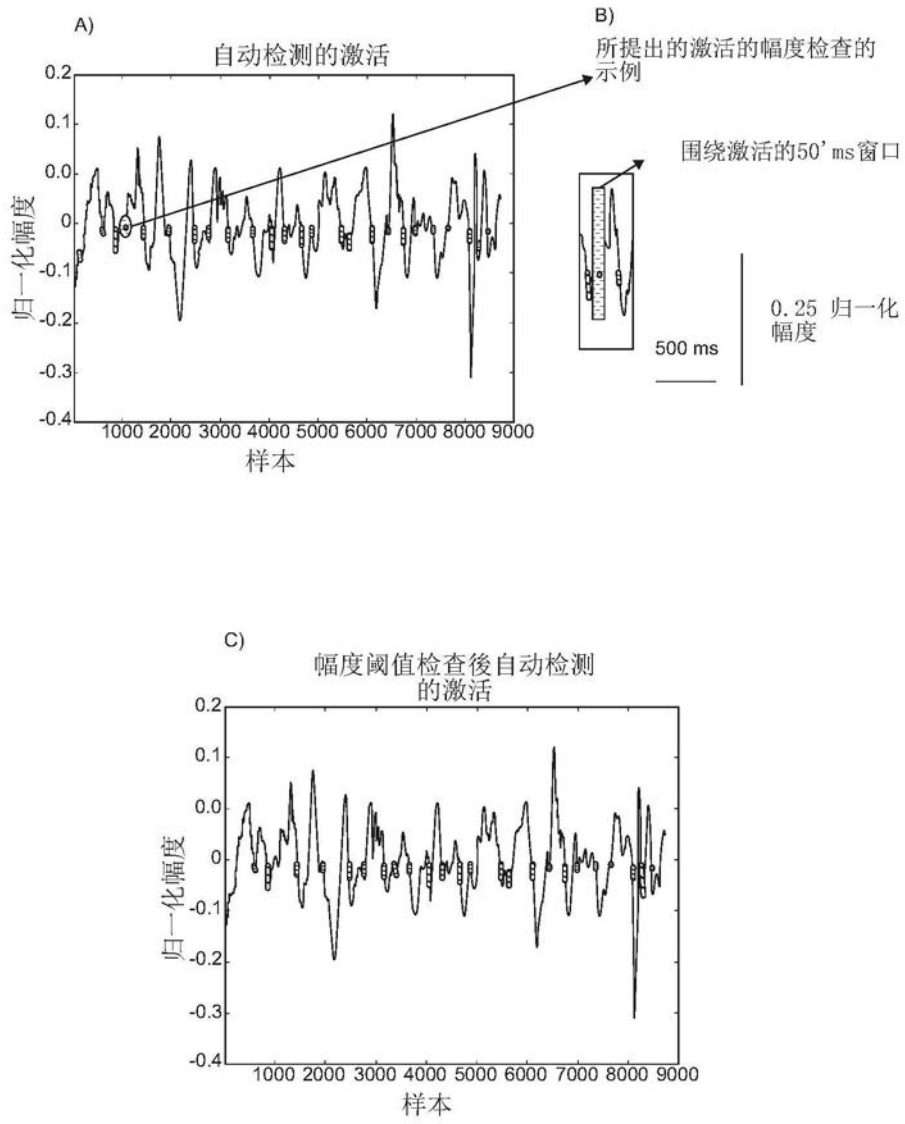 A)
自动检测的激活
0.2
0.1
0.0
0
-0.1
-0.2
-0.3
-0.4
归一化幅度
1000 2000 3000 4000 5000 6000 7000 8000 9000
样本
B)
所提出的激活的幅度检查的
示例
围绕激活的50'ms窗口
500 ms
0.25 归一化
幅度
C)
幅度阈值检查後自动检测
的激活
0.2
0.1
0.0
0
-0.1
-0.2
-0.3
-0.4
归一化幅度
1000 2000 3000 4000 5000 6000 7000 8000 9000
样本